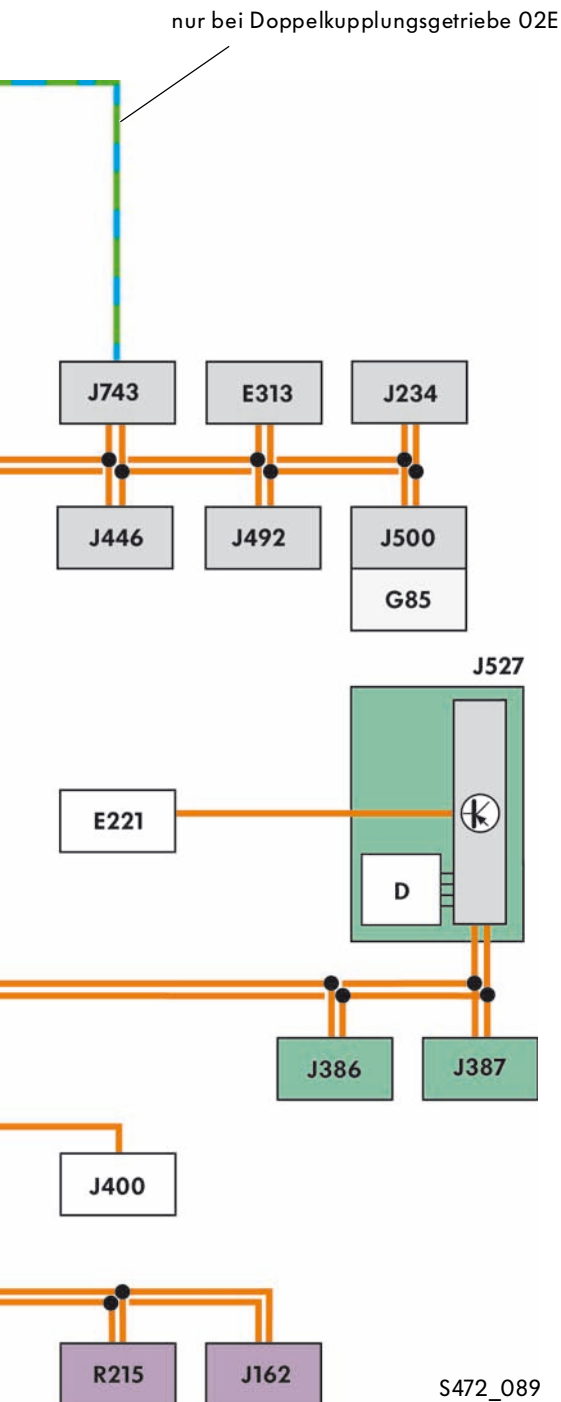 nur bei Doppelkupplungsgetriebe 02E
J743 E313 J234
J446 J492 J500
G85
J527
E221
D
J386 J387
J400
R215 J162
S472_089